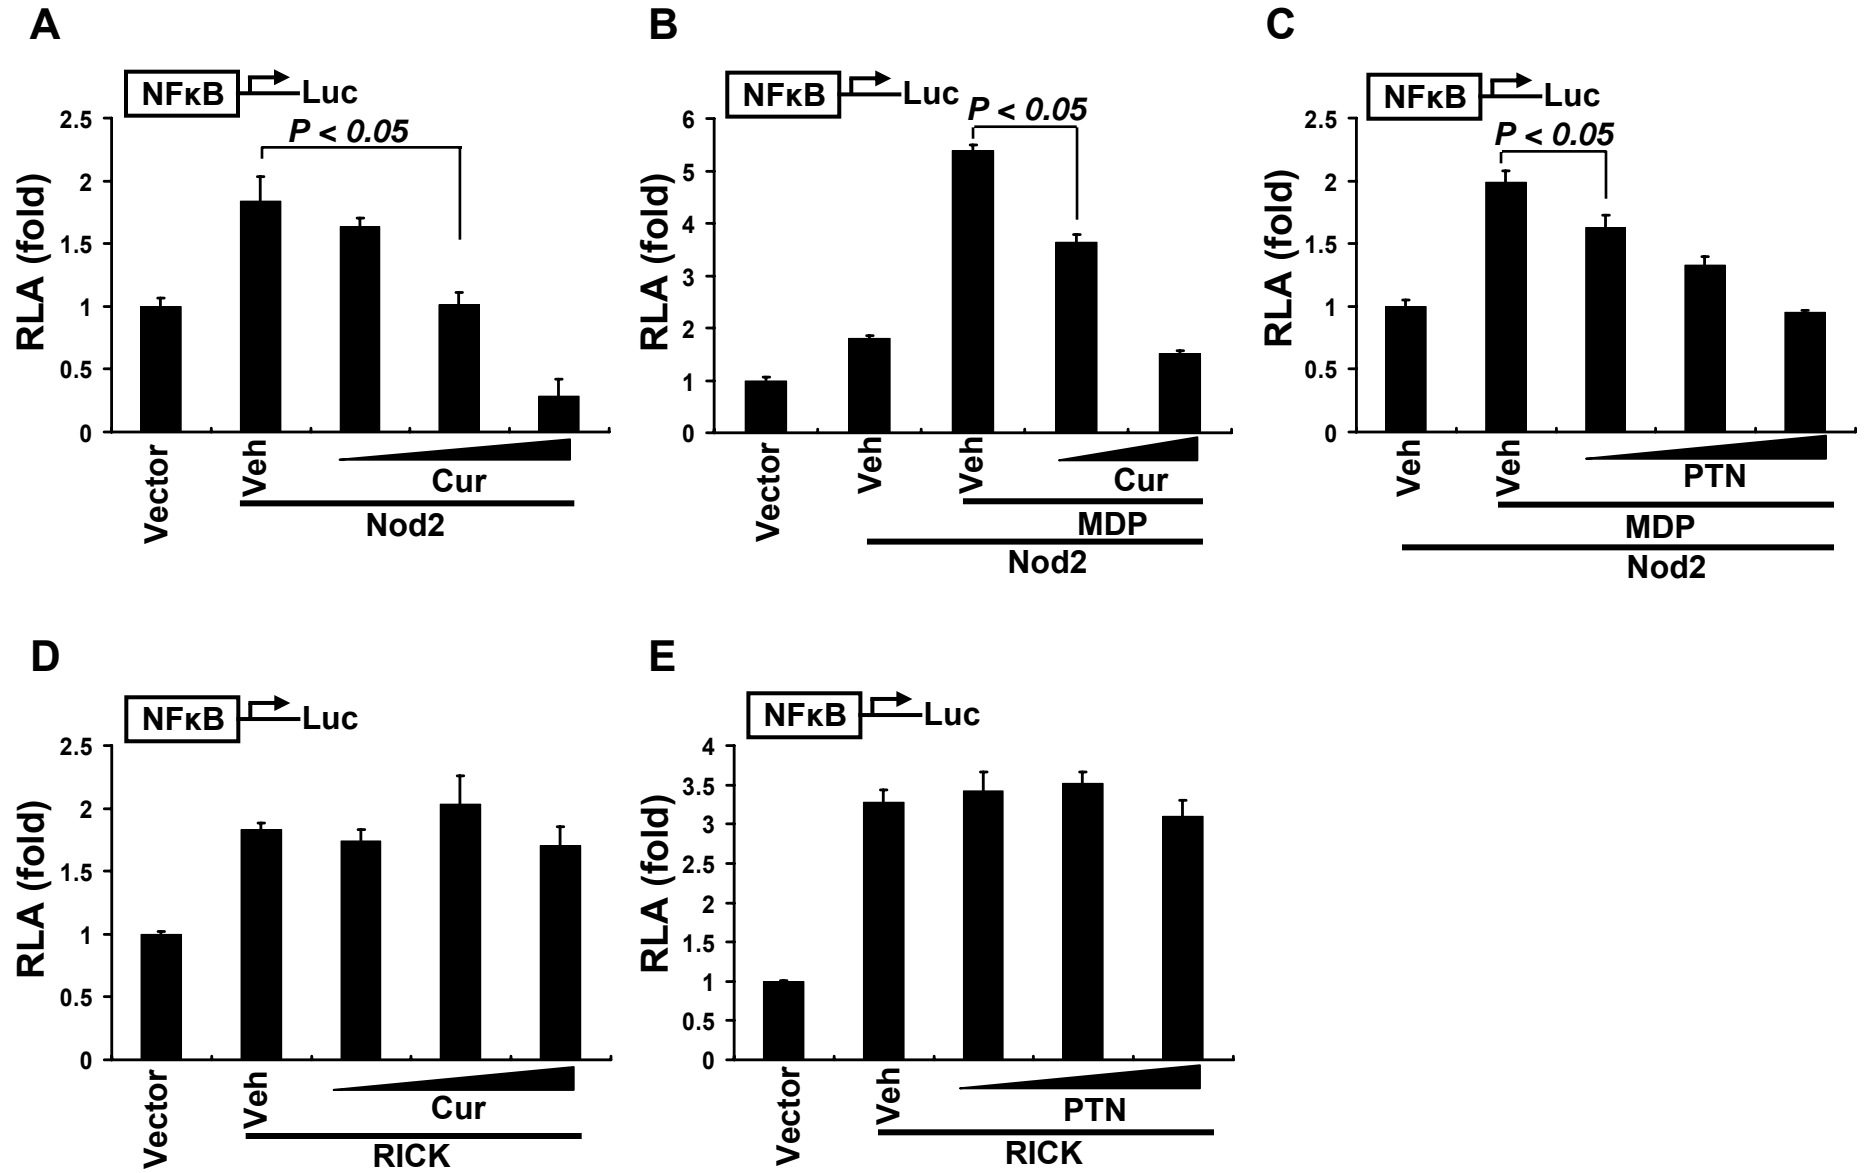 A
NFκB
Luc
P < 0.05
RLA (fold)
2.5
2
1.5
1
0.5
0
Vector
Veh
Cur
Nod2
B
NFκB
Luc
P < 0.05
RLA (fold)
6
5
4
3
2
1
0
Vector
Veh
Veh
Cur
MDP
Nod2
C
NFκB
Luc
P < 0.05
RLA (fold)
2.5
2
1.5
1
0.5
0
Veh
Veh
PTN
MDP
Nod2
D
NFκB
Luc
RLA (fold)
2.5
2
1.5
1
0.5
0
Vector
Veh
Cur
RICK
E
NFκB
Luc
RLA (fold)
4
3.5
3
2.5
2
1.5
1
0.5
0
Vector
Veh
PTN
RICK